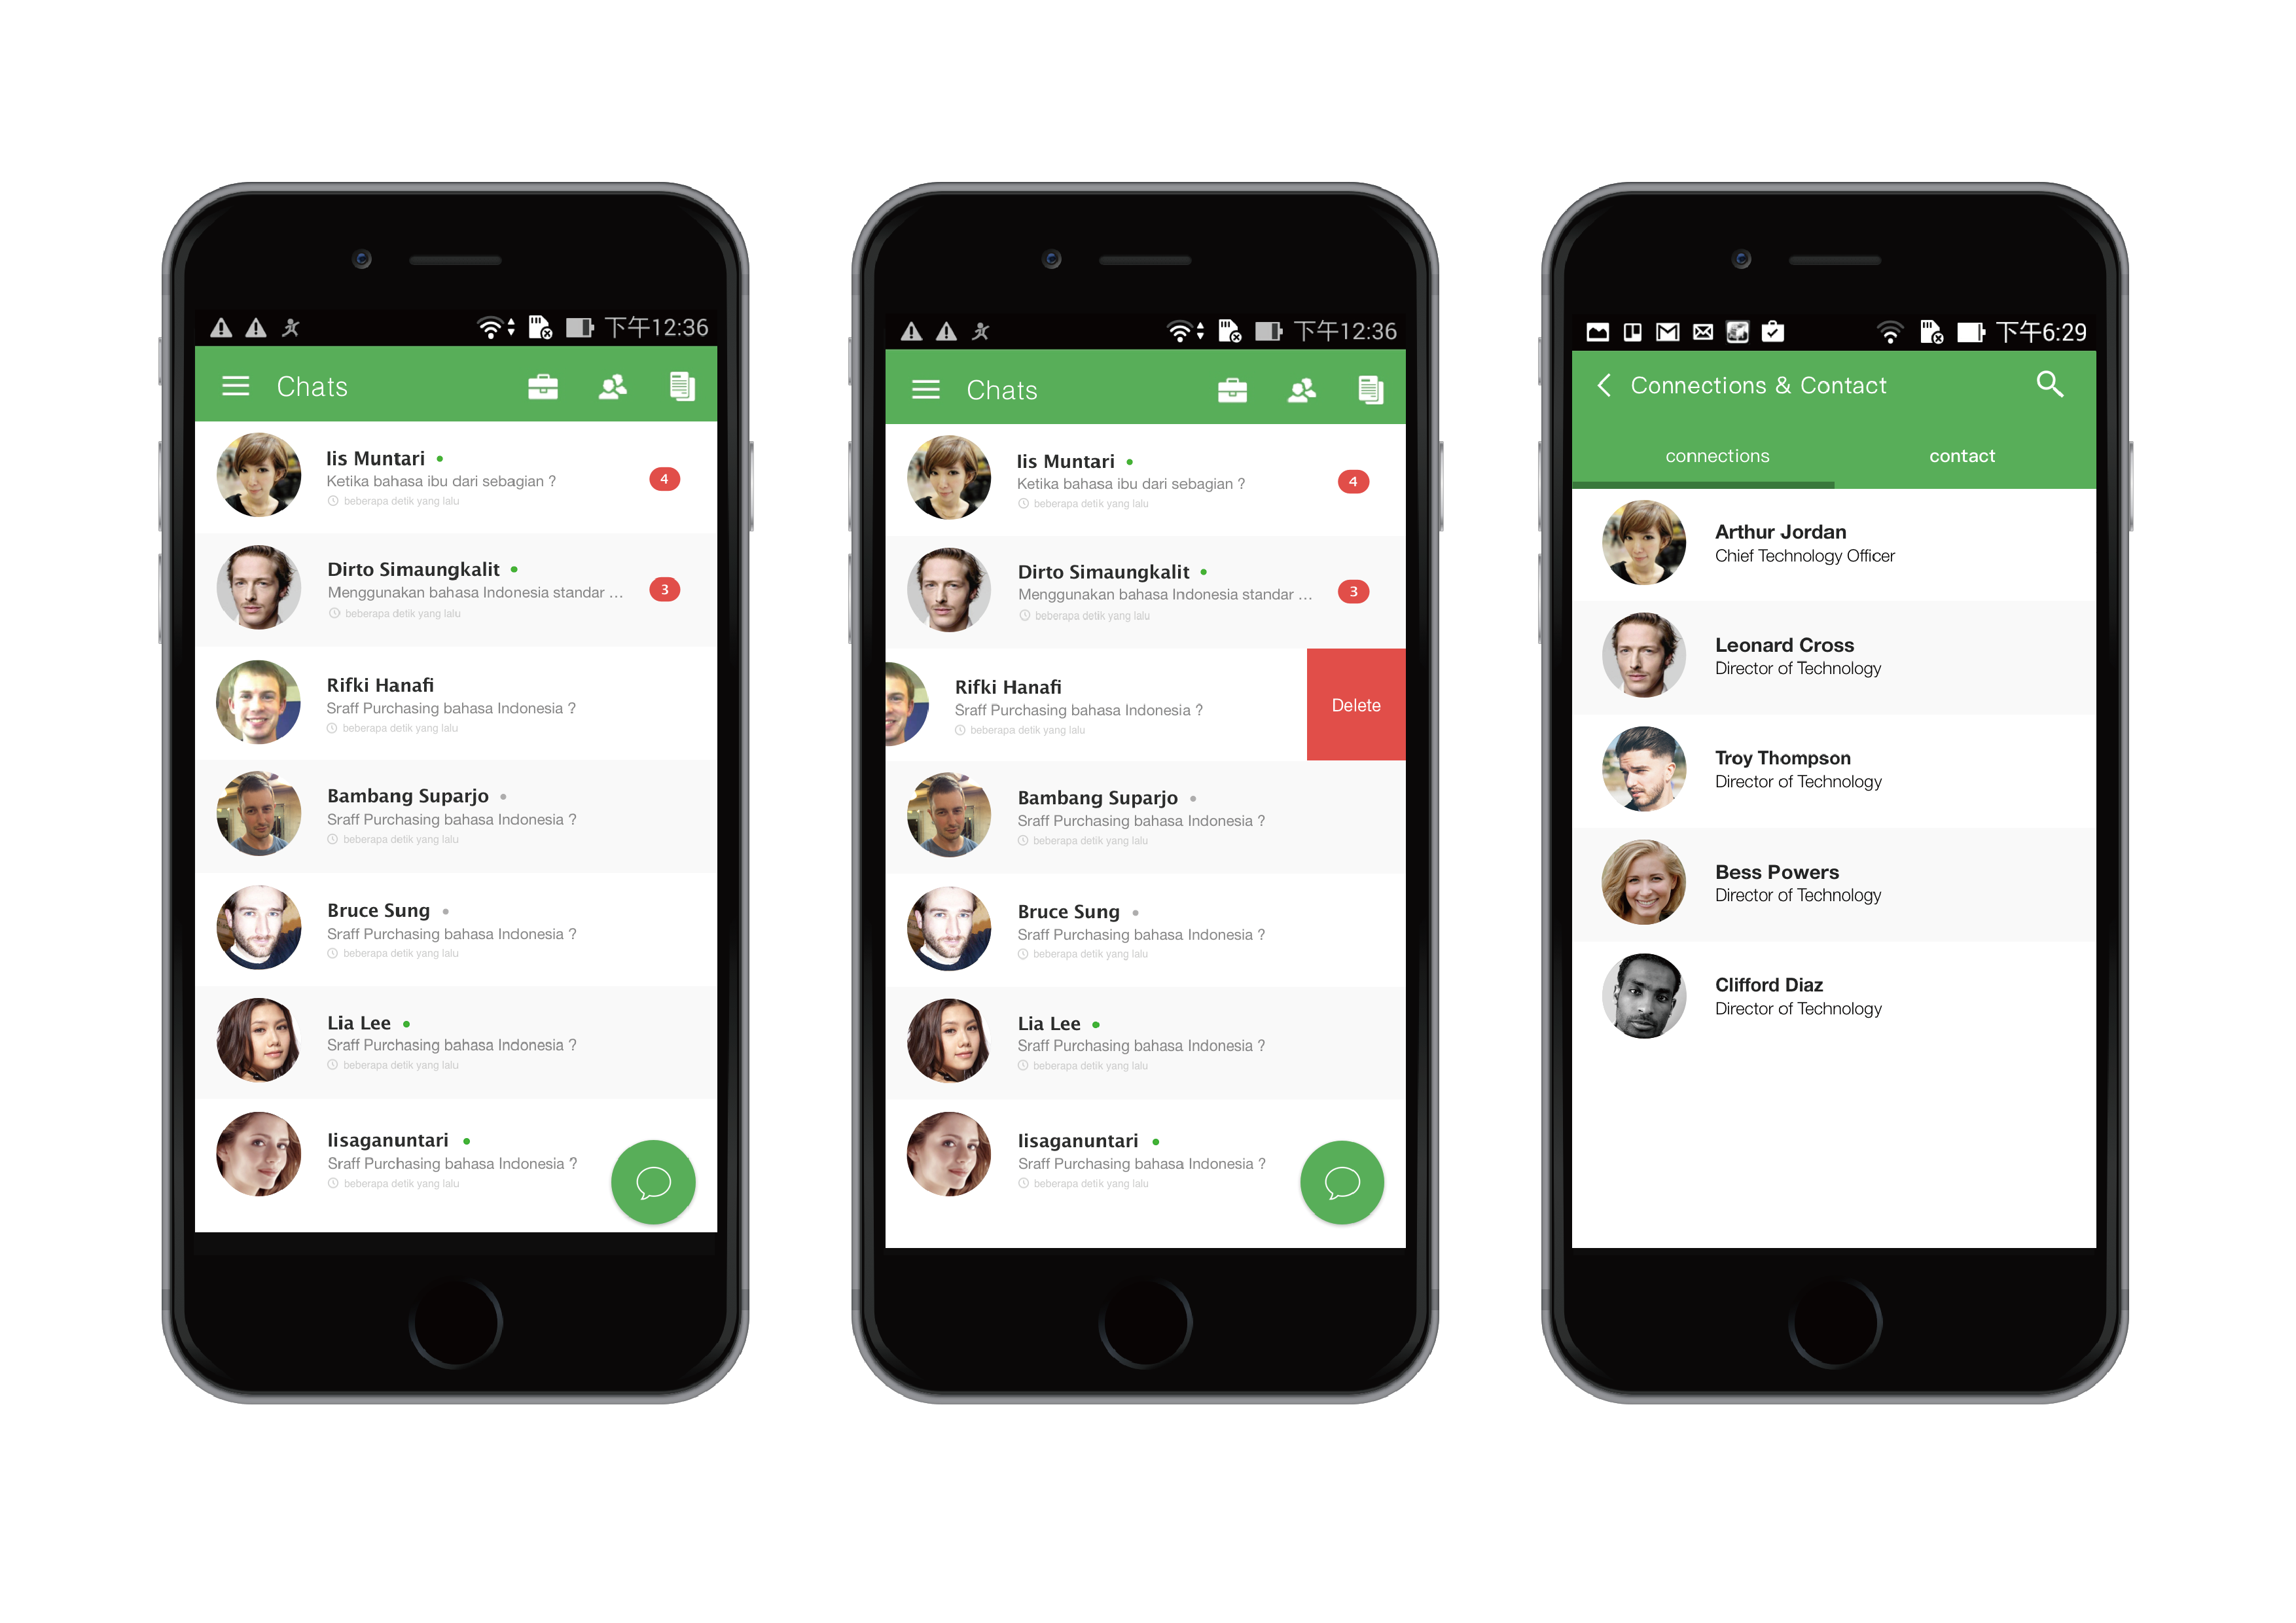 下午12:36
Chats
Iis Muntari
Ketika bahasa ibu dari sebagian ?
4
beberapa detik yang lalu
Dirto Simaungkalit
Menggunakan bahasa Indonesia standar ...
3
beberapa detik yang lalu
Rifki Hanafi
Sraff Purchasing bahasa Indonesia ?
beberapa detik yang lalu
Bambang Suparjo
Sraff Purchasing bahasa Indonesia ?
beberapa detik yang lalu
Bruce Sung
Sraff Purchasing bahasa Indonesia ?
beberapa detik yang lalu
Lia Lee
Sraff Purchasing bahasa Indonesia ?
beberapa detik yang lalu
Iisaganuntari
Sraff Purchasing bahasa Indonesia ?
beberapa detik yang lalu
下午12:36
Chats
Iis Muntari
Ketika bahasa ibu dari sebagian ?
4
beberapa detik yang lalu
Dirto Simaungkalit
Menggunakan bahasa Indonesia standar ...
3
beberapa detik yang lalu
Rifki Hanafi
Sraff Purchasing bahasa Indonesia ?
Delete
beberapa detik yang lalu
Bambang Suparjo
Sraff Purchasing bahasa Indonesia ?
beberapa detik yang lalu
Bruce Sung
Sraff Purchasing bahasa Indonesia ?
beberapa detik yang lalu
Lia Lee
Sraff Purchasing bahasa Indonesia ?
beberapa detik yang lalu
Iisaganuntari
Sraff Purchasing bahasa Indonesia ?
beberapa detik yang lalu
下午6:29
Connections & Contact
connections contact
Arthur Jordan
Chief Technology Officer
Leonard Cross
Director of Technology
Troy Thompson
Director of Technology
Bess Powers
Director of Technology
Clifford Diaz
Director of Technology